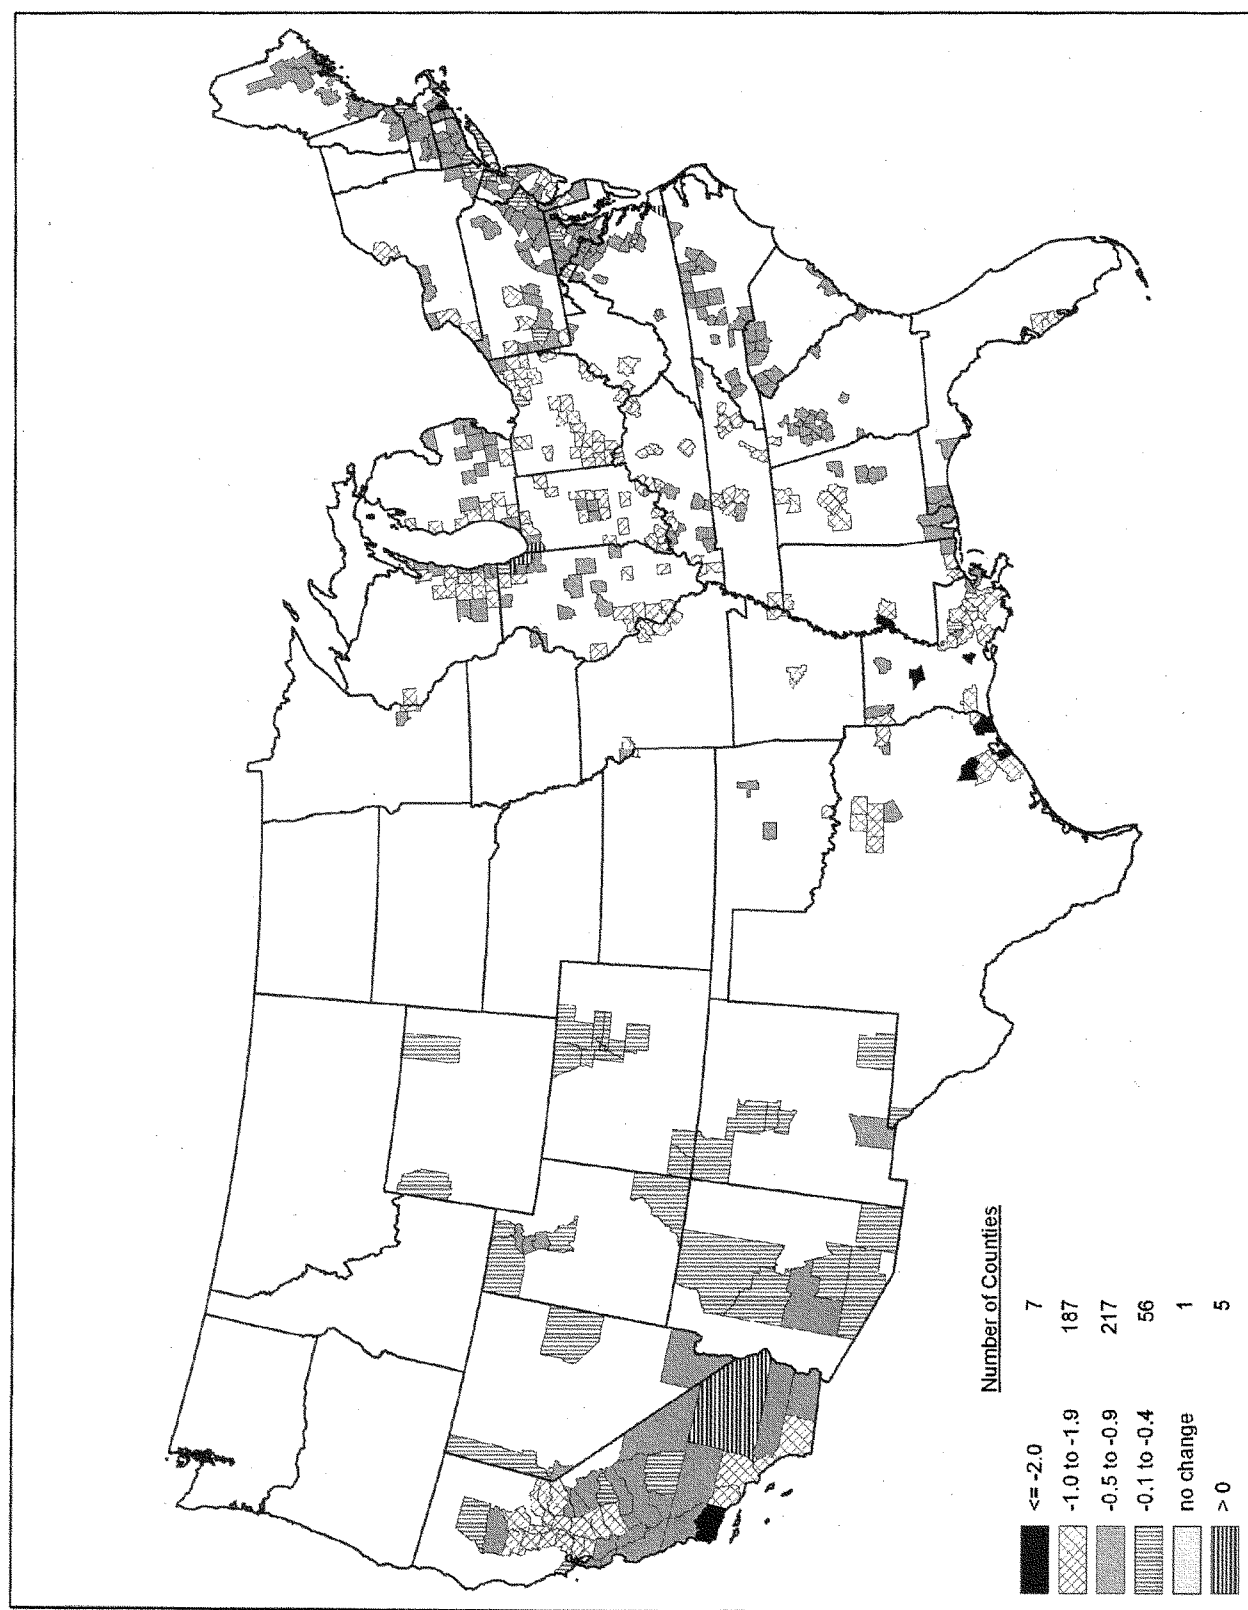 Number of Counties
<= -2.0 7
-1.0 to -1.9 187
-0.5 to -0.9 217
-0.1 to -0.4 56
no change 1
> 0 5